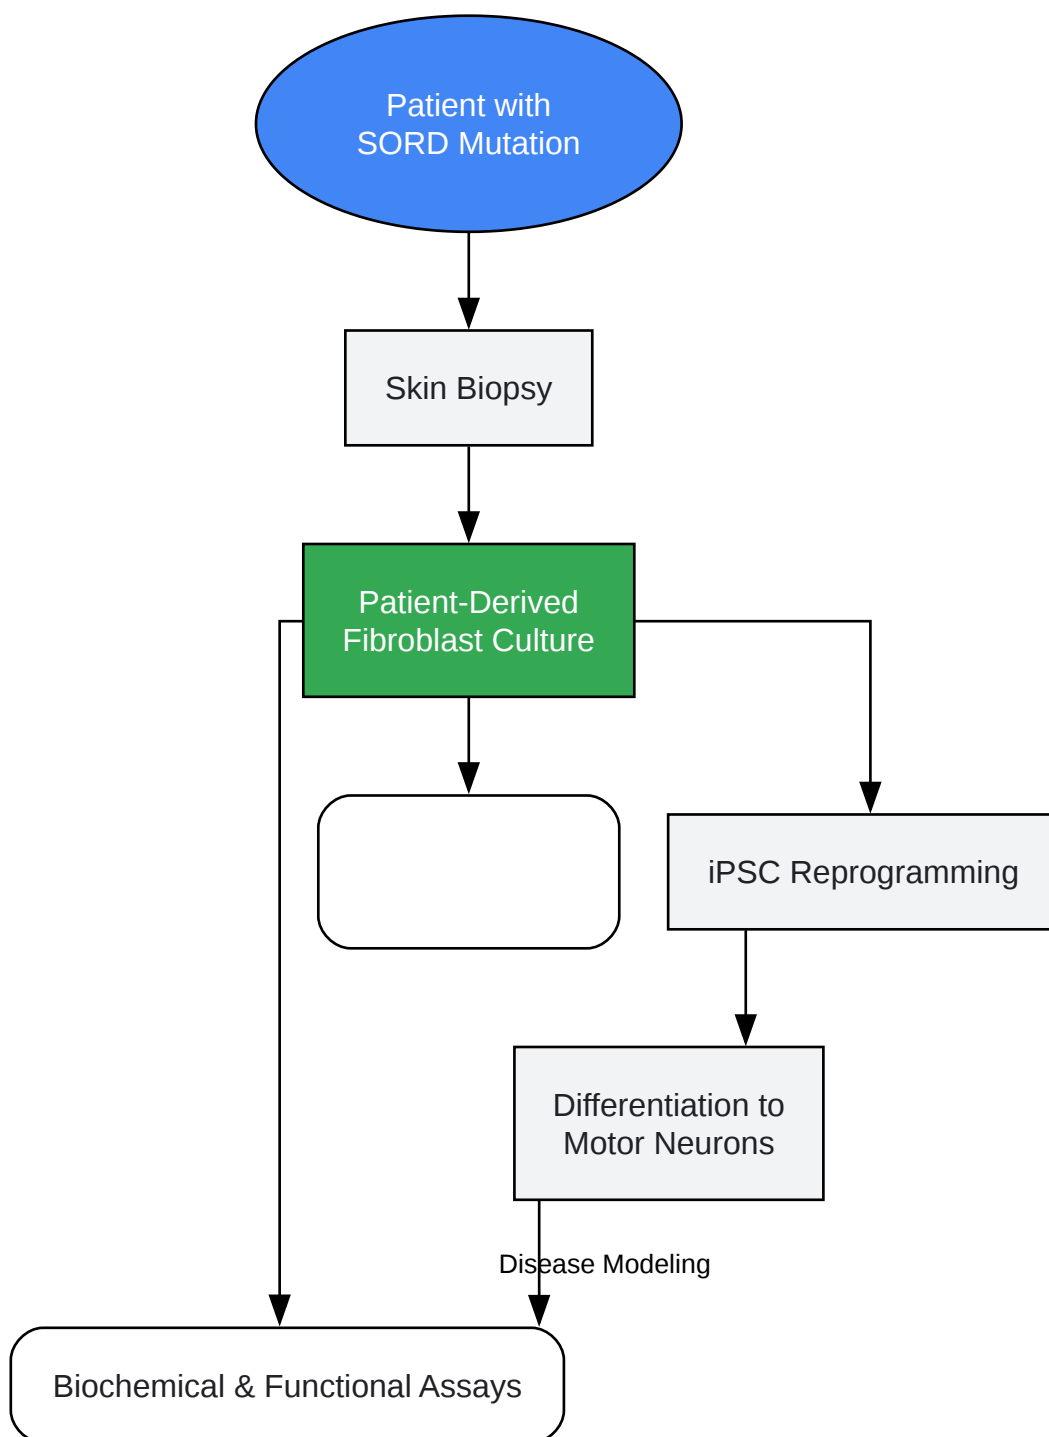 Patient with
SORD Mutation
Skin Biopsy
Patient-Derived
Fibroblast Culture
iPSC Reprogramming
Differentiation to
Motor Neurons
Disease Modeling
Biochemical & Functional Assays